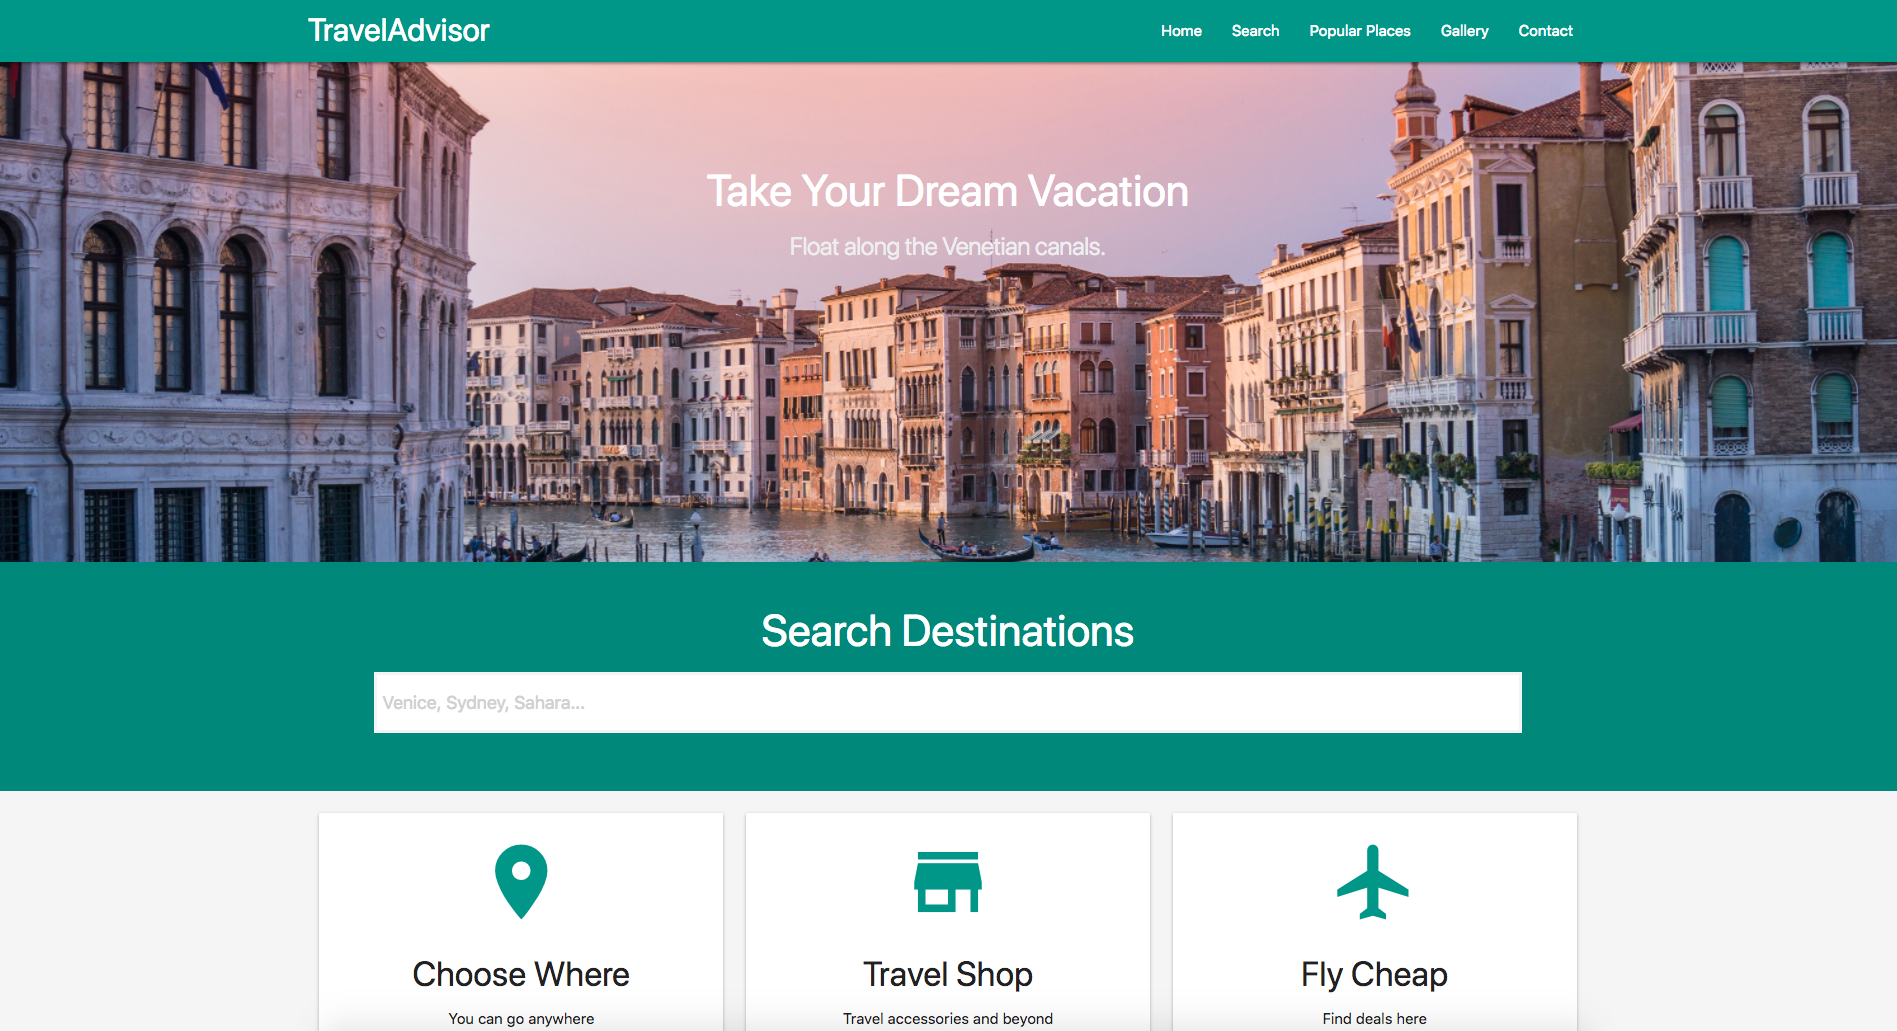 TravelAdvisor
Home Search Popular Places Gallery Contact
Take Your Dream Vacation
Float along the Venetian canals.
Search Destinations
Venice, Sydney, Sahara...
Choose Where
You can go anywhere
Travel Shop
Travel accessories and beyond
Fly Cheap
Find deals here